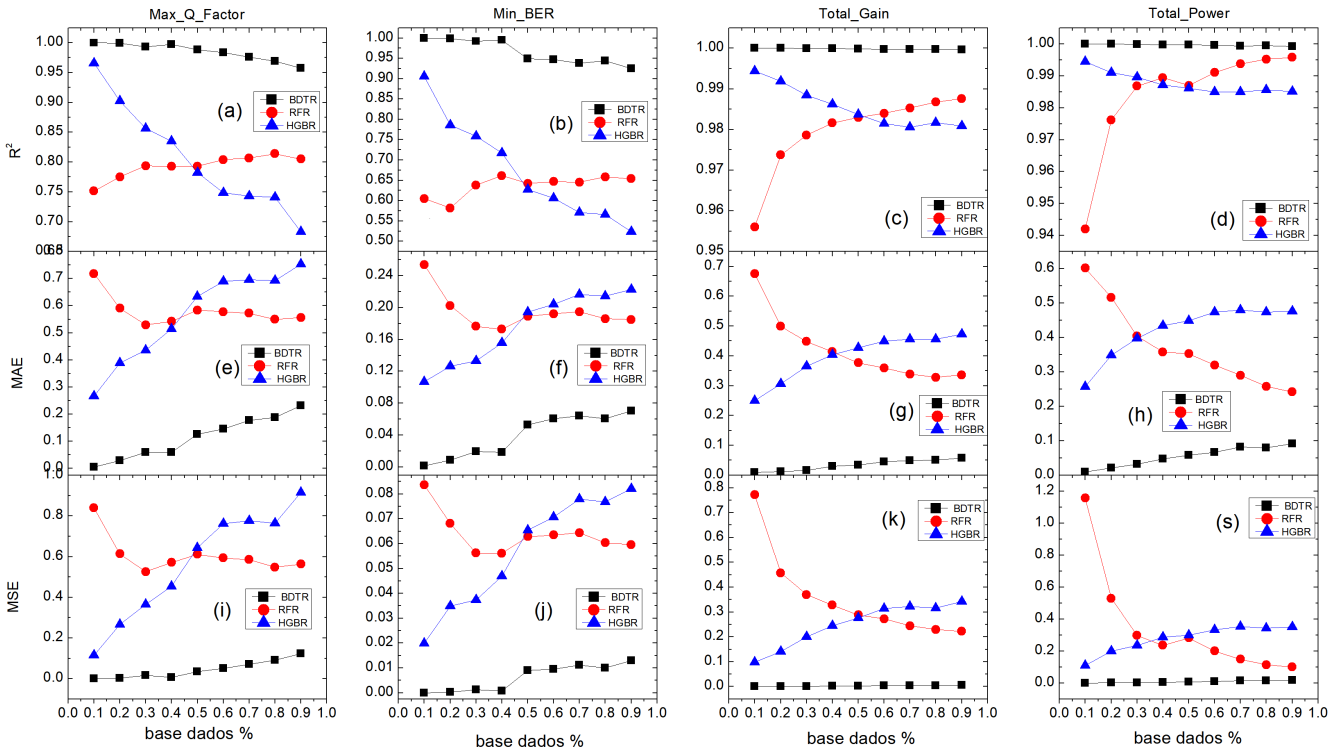 Max_Q_Factor
Min_BER
Total_Gain
Total_Power
R²
1.00
0.95
0.90
0.85
0.80
0.75
0.70
(a)
BDTR
RFR
HGBR
1.00
0.95
0.90
0.85
0.80
0.75
0.70
0.65
0.60
0.55
0.50
(b)
BDTR
RFR
HGBR
1.00
0.99
0.98
0.97
0.96
0.95
(c)
BDTR
RFR
HGBR
1.00
0.99
0.98
0.97
0.96
0.95
0.94
(d)
BDTR
RFR
HGBR
MAE
0.7
0.6
0.5
0.4
0.3
0.2
0.1
0.0
(e)
BDTR
RFR
HGBR
0.24
0.20
0.16
0.12
0.08
0.04
0.00
(f)
BDTR
RFR
HGBR
0.7
0.6
0.5
0.4
0.3
0.2
0.1
0.0
(g)
BDTR
RFR
HGBR
0.6
0.5
0.4
0.3
0.2
0.1
0.0
(h)
BDTR
RFR
HGBR
MSE
1.0
0.8
0.6
0.4
0.2
0.0
(i)
BDTR
RFR
HGBR
0.08
0.07
0.06
0.05
0.04
0.03
0.02
0.01
0.00
(j)
BDTR
RFR
HGBR
0.8
0.7
0.6
0.5
0.4
0.3
0.2
0.1
0.0
(k)
BDTR
RFR
HGBR
1.2
1.0
0.8
0.6
0.4
0.2
0.0
(s)
BDTR
RFR
HGBR
0.0 0.1 0.2 0.3 0.4 0.5 0.6 0.7 0.8 0.9 1.0
0.0 0.1 0.2 0.3 0.4 0.5 0.6 0.7 0.8 0.9 1.0
0.0 0.1 0.2 0.3 0.4 0.5 0.6 0.7 0.8 0.9 1.0
0.0 0.1 0.2 0.3 0.4 0.5 0.6 0.7 0.8 0.9 1.0
base dados %
base dados %
base dados %
base dados %